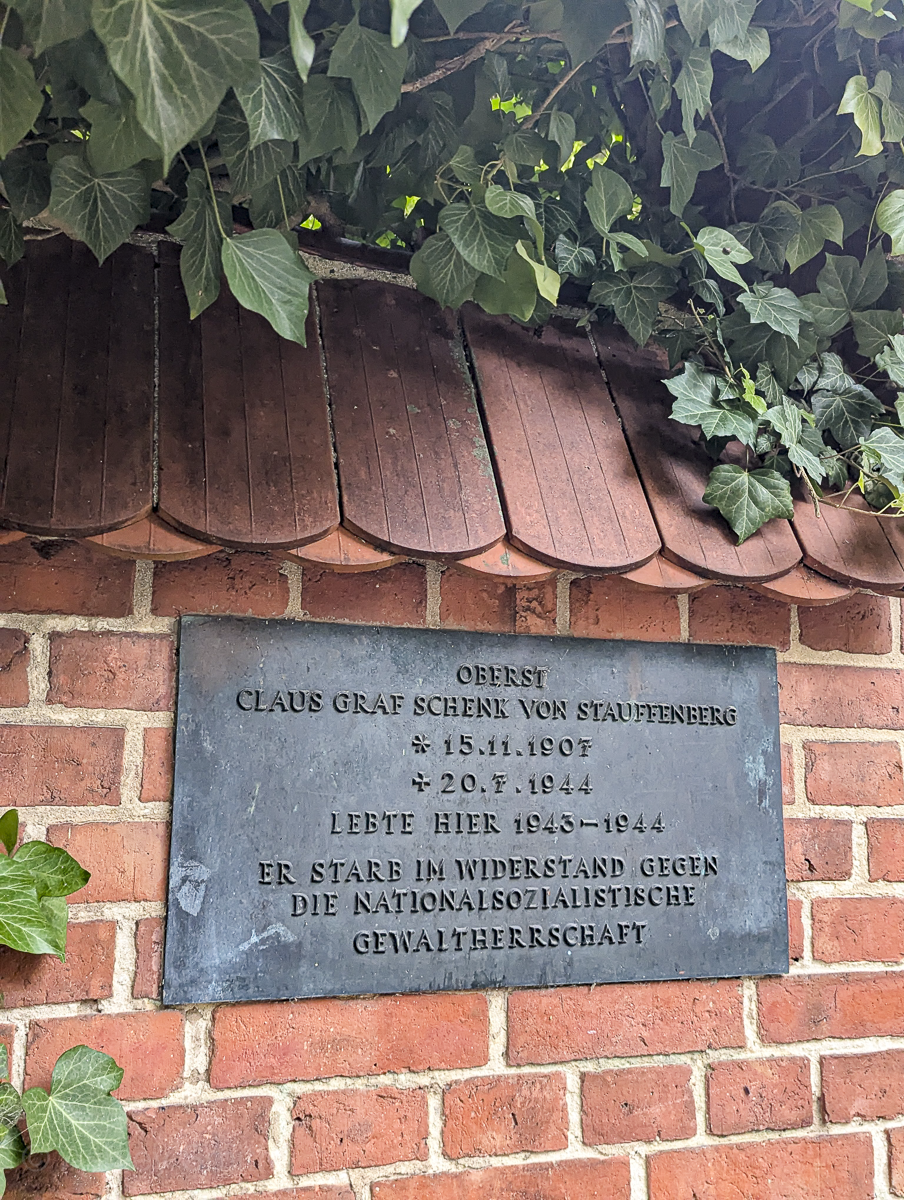 OBERST
CLAUS GRAF SCHENK VON STAUFFENBERG
* 15.11.1907
✢ 20.7.1944
LEBTE HIER 1943–1944
ER STARB IM WIDERSTAND GEGEN
DIE NATIONALSOZIALISTISCHE
GEWALTHERRSCHAFT